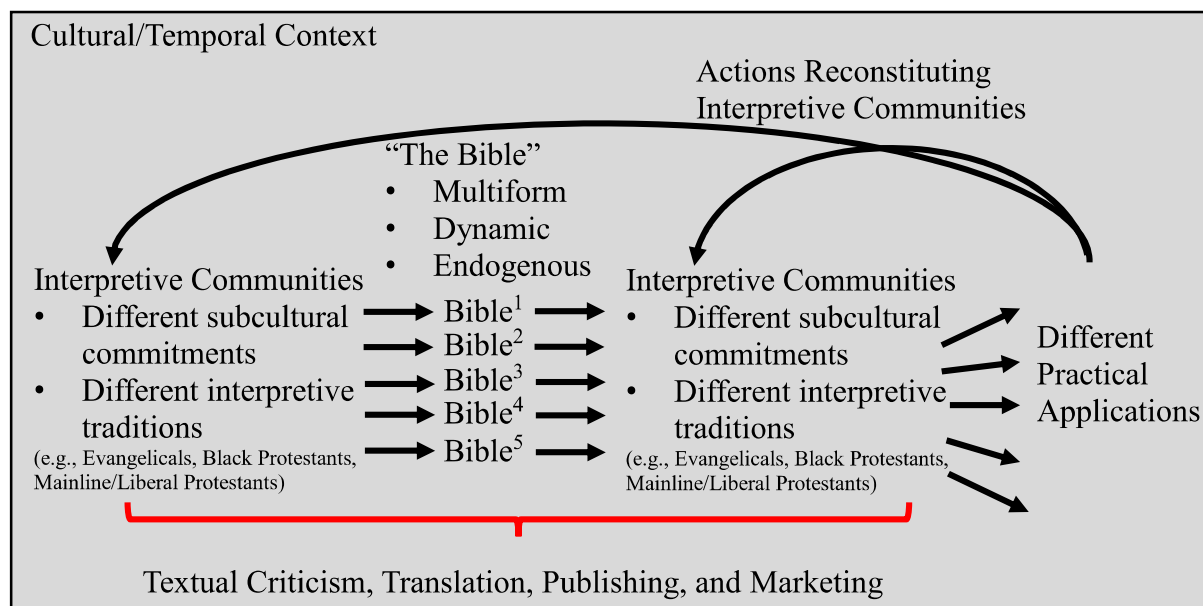 Cultural/Temporal Context
Actions Reconstituting
Interpretive Communities
“The Bible”
• Multiform
• Dynamic
• Endogenous
Interpretive Communities
• Different subcultural
commitments
• Different interpretive
traditions
(e.g., Evangelicals, Black Protestants,
Mainline/Liberal Protestants)
Bible¹
Bible²
Bible³
Bible⁴
Bible⁵
Interpretive Communities
• Different subcultural
commitments
• Different interpretive
traditions
(e.g., Evangelicals, Black Protestants,
Mainline/Liberal Protestants)
Different
Practical
Applications
Textual Criticism, Translation, Publishing, and Marketing